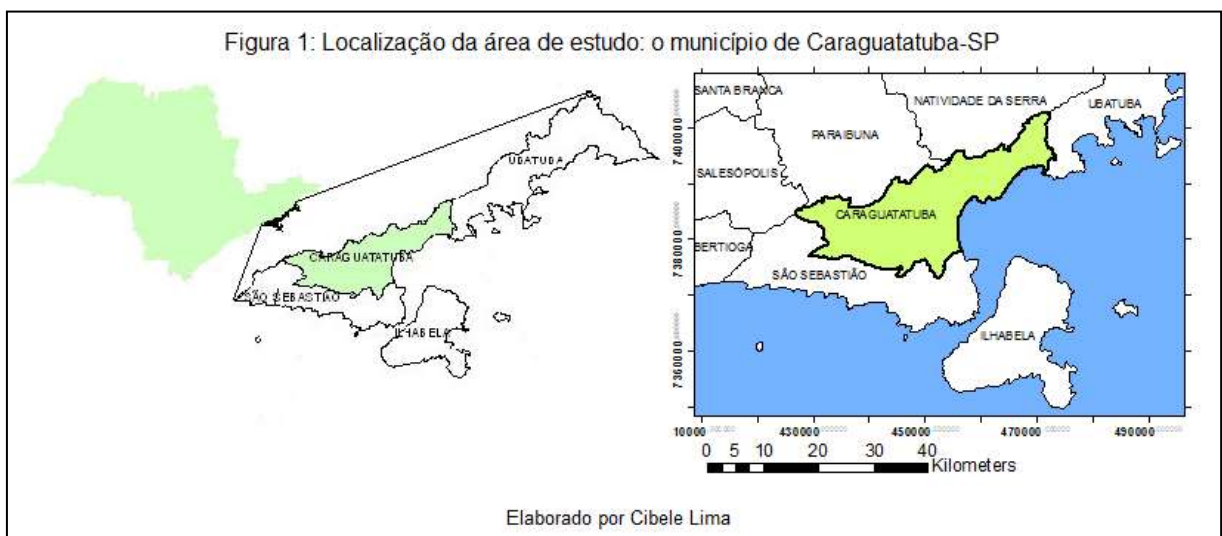 Figura 1: Localização da área de estudo: o município de Caraguatatuba-SP
UBATUBA
CARAGUATATUBA
SÃO SEBASTIÃO
ILHABELA
SANTA BRANCA
NATIVIDADE DA SERRA
UBATUBA
PARAIBUNA
SALESÓPOLIS
CARAGUATATUBA
BERTIOGA
SÃO SEBASTIÃO
ILHABELA
7400000
7380000
7360000
10000 430000 450000 470000 490000
0 5 10 20 30 40
Kilometers
Elaborado por Cibele Lima